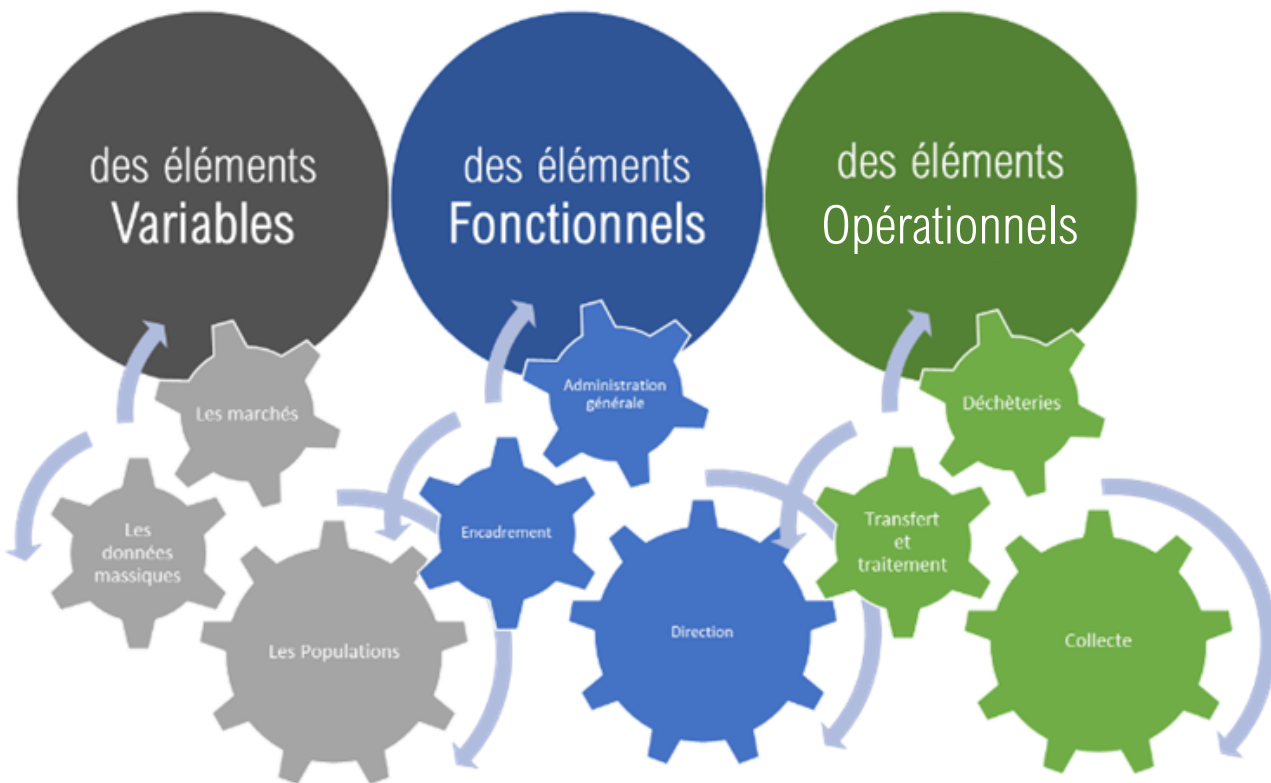 des éléments
Variables
des éléments
Fonctionnels
des éléments
Opérationnels
Les marchés
Les
données
massiques
Les Populations
Administration
générale
Encadrement
Direction
Déchèteries
Transfert
et
traitement
Collecte